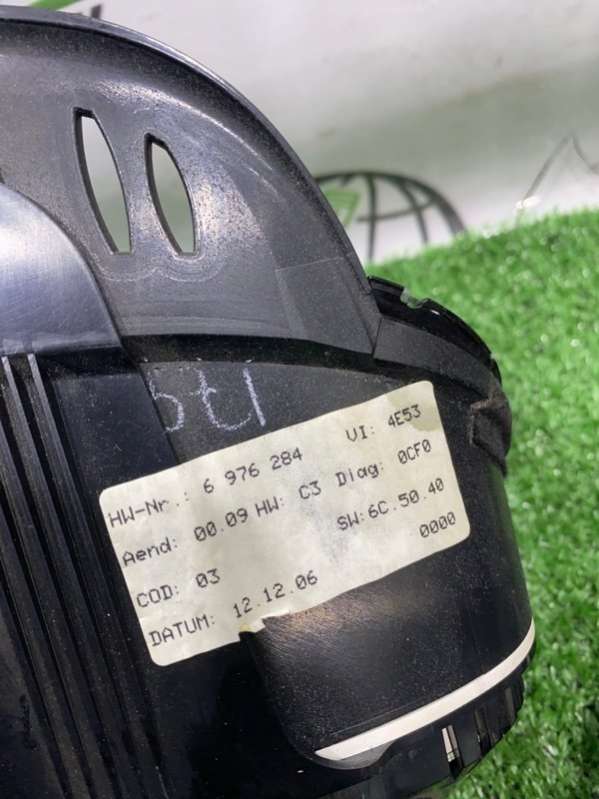 HW-Nr.: 6 976 284 VI: 4E53
Aend: 00.09 HW: C3 Diag: 0CF0
COD: 03 SW:6C.50.40
DATUM: 12.12.06 0000